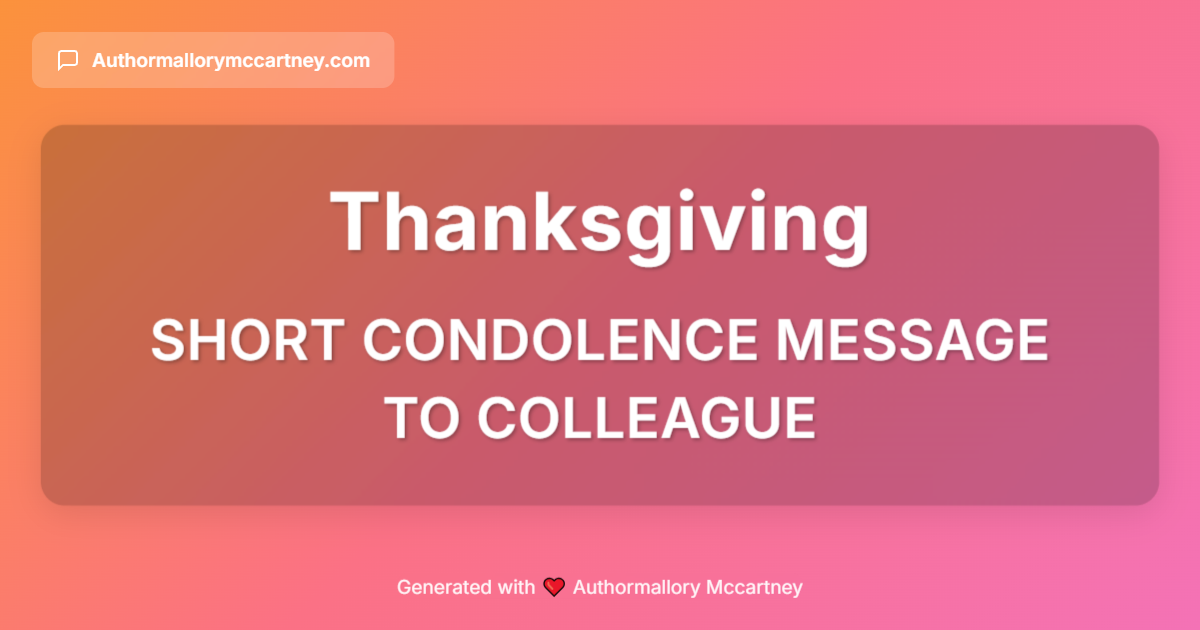 Authormallorymccartney.com
Thanksgiving
SHORT CONDOLENCE MESSAGE
TO COLLEAGUE
Generated with ❤️ Authormallory Mccartney